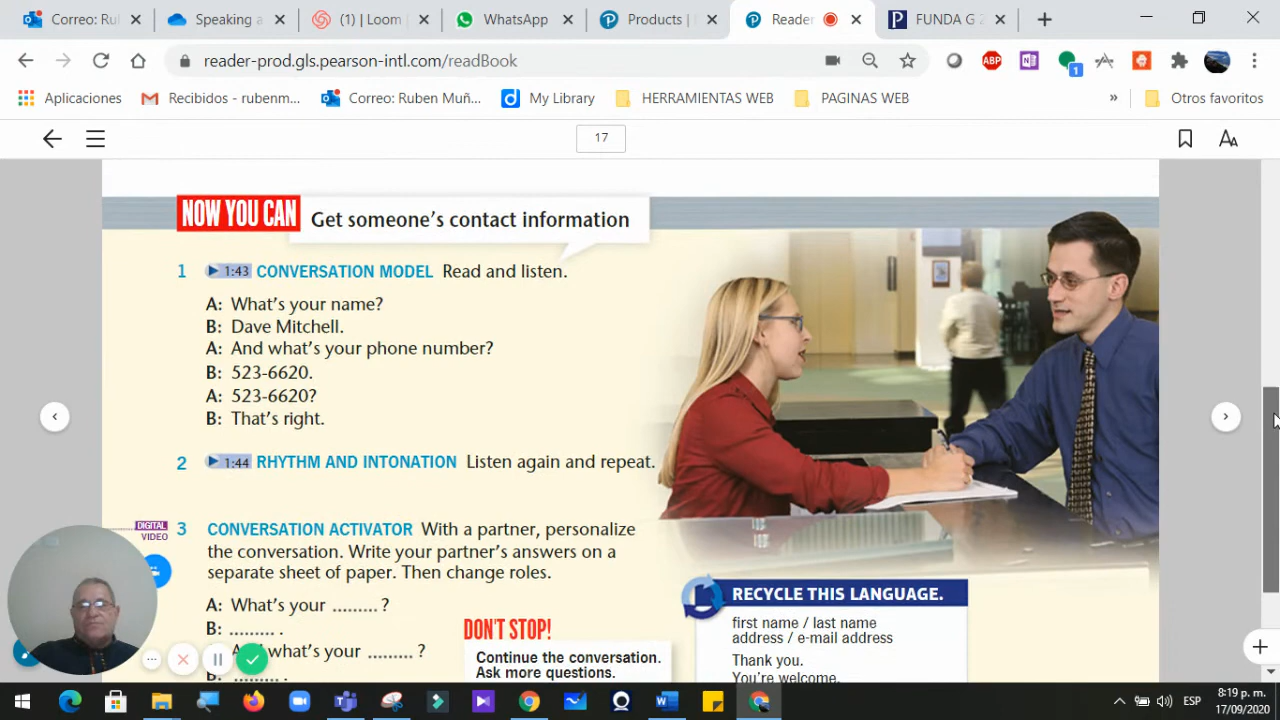 Correo: Ru
Speaking a
(1) | Loom
WhatsApp
Products |
Reader
FUNDA G 2
reader-prod.gls.pearson-intl.com/readBook
ABP
1
Aplicaciones
Recibidos - rubenm...
Correo: Ruben Muñ...
My Library
HERRAMIENTAS WEB
PAGINAS WEB
»
Otros favoritos
17
NOW YOU CAN
Get someone's contact information
1 1:43 CONVERSATION MODEL Read and listen.
A: What's your name?
B: Dave Mitchell.
A: And what's your phone number?
B: 523-6620.
A: 523-6620?
B: That's right.
2 1:44 RHYTHM AND INTONATION Listen again and repeat.
DIGITAL
VIDEO
3 CONVERSATION ACTIVATOR With a partner, personalize
the conversation. Write your partner's answers on a
separate sheet of paper. Then change roles.
A: What's your ......... ?
B: ......... .
what's your ......... ?
B: ......... .
DON'T STOP!
Continue the conversation.
Ask more questions.
RECYCLE THIS LANGUAGE.
first name / last name
address / e-mail address
Thank you.
You're welcome.
ESP
8:19 p. m.
17/09/2020